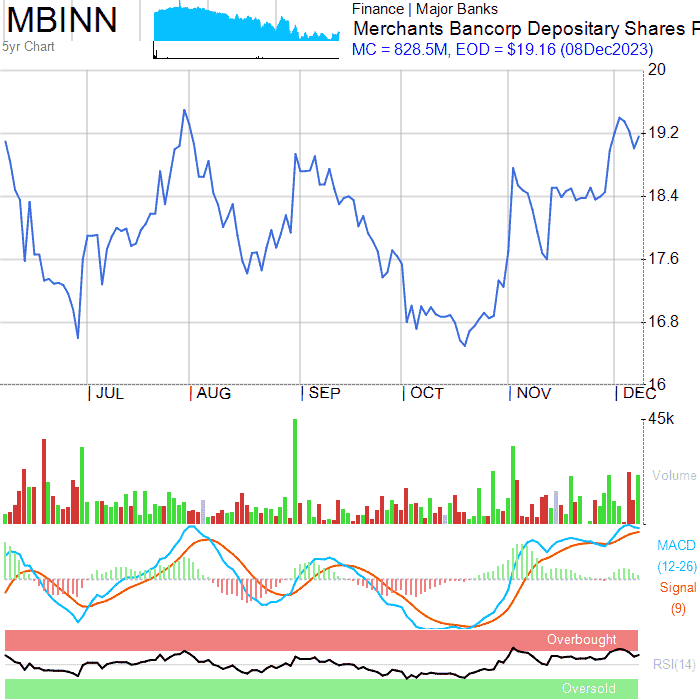 MBINN
5yr Chart
Finance | Major Banks
Merchants Bancorp Depositary Shares P
MC = 828.5M, EOD = $19.16 (08Dec2023)
20
19.2
18.4
17.6
16.8
16
JUL AUG SEP OCT NOV DEC
45k
Volume
MACD
(12-26)
Signal
(9)
Overbought
RSI(14)
Oversold